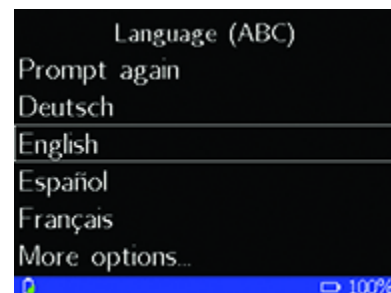 Language (ABC)
Prompt again
Deutsch
English
Español
Français
More options...
100%